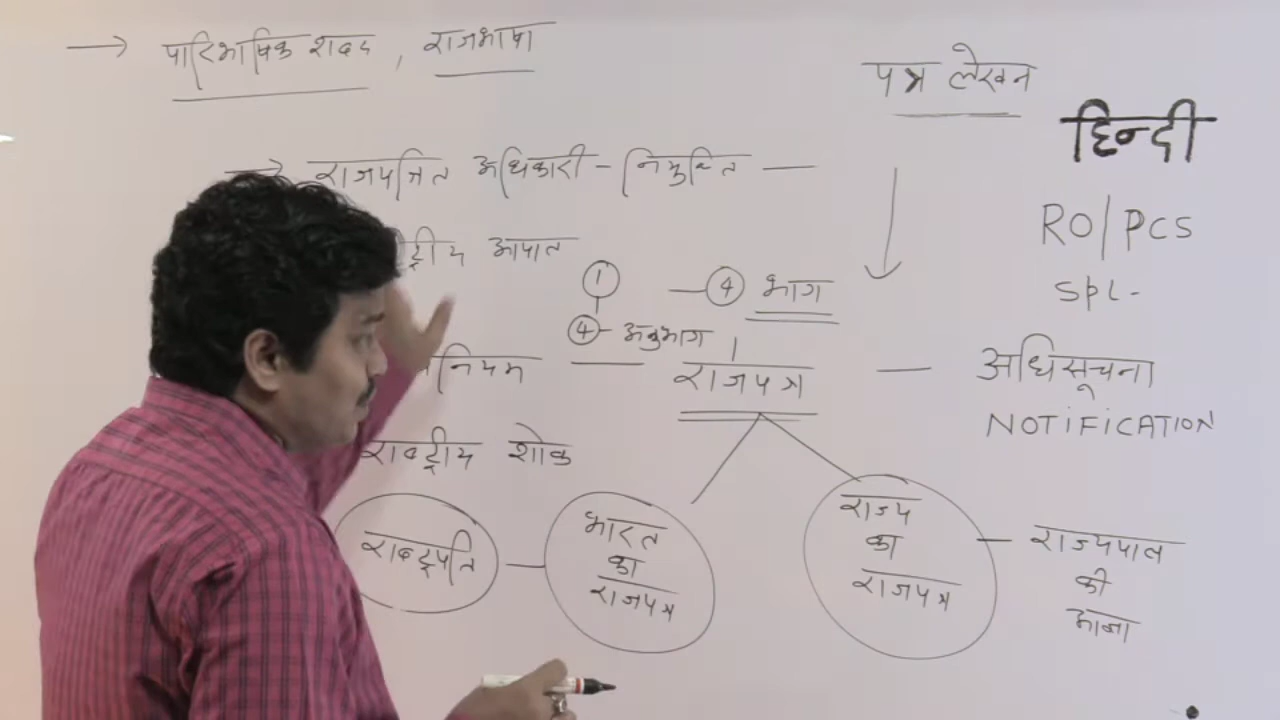 → पारिभाषिक शब्द , राजभाषा
पत्र लेखन
हिन्दी
RO/PCS
Spl-
→ राजपत्रित अधिकारी - नियुक्ति —
आपात
① — ④ भाग
④- अनुभाग
नियम — राजपत्र — अधिसूचना
NOTIFICATION
राष्ट्रीय शोक
राष्ट्रपति — भारत
का
राजपत्र
राज्य
का
राजपत्र
— राज्यपाल
की
आज्ञा